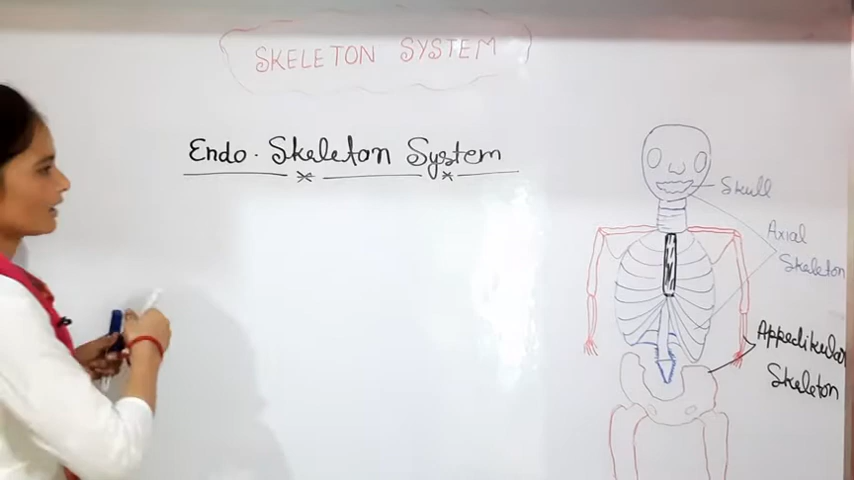 SKELETON SYSTEM
Endo. Skeleton System
Skull
Axial
Skeleton
Appedikular
Skeleton